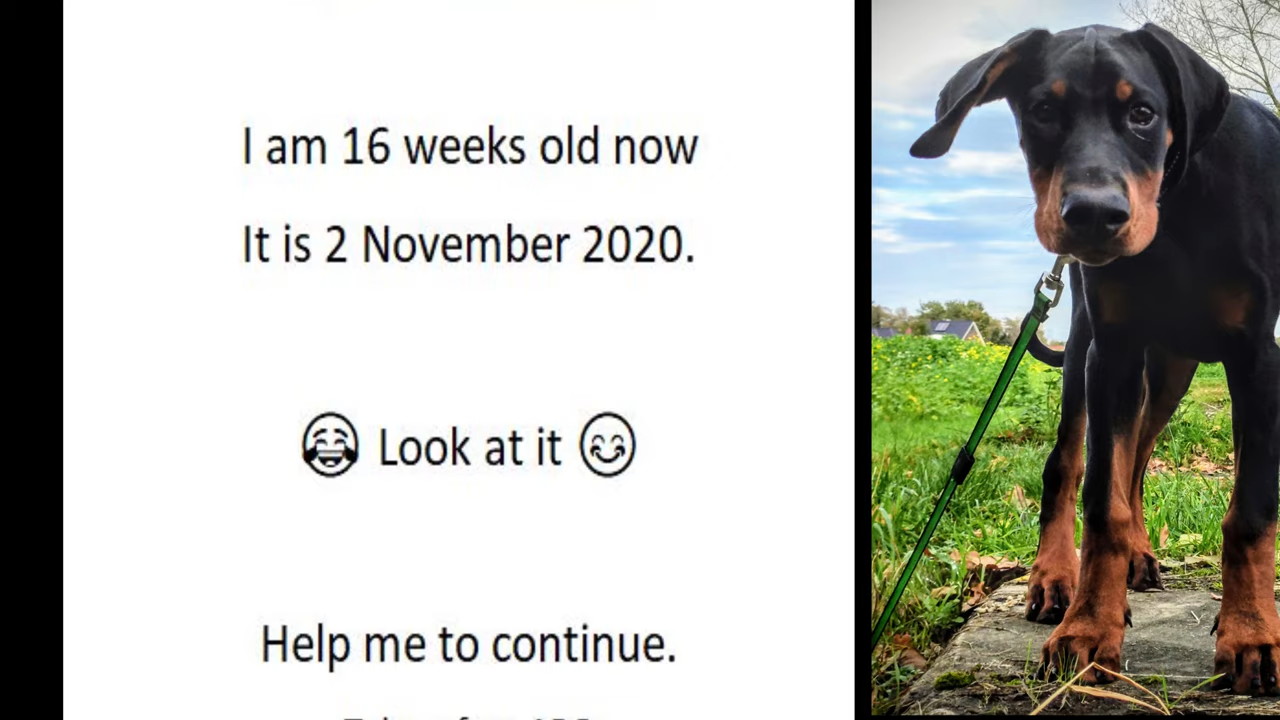 I am 16 weeks old now
It is 2 November 2020.
😂 Look at it 😊
Help me to continue.